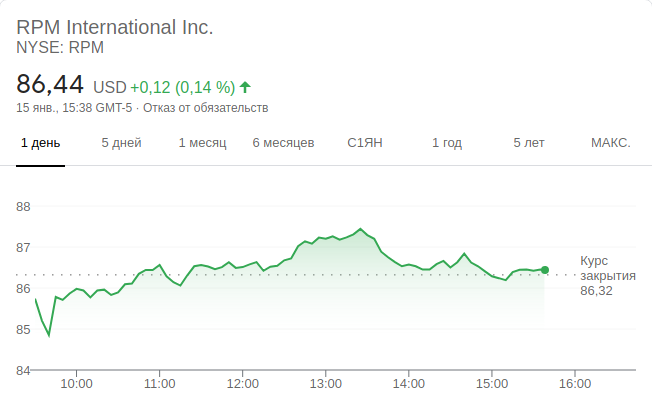 RPM International Inc.
NYSE: RPM
86,44 USD +0,12 (0,14 %)
15 янв., 15:38 GMT-5 · Отказ от обязательств
1 день 5 дней 1 месяц 6 месяцев С1ЯН 1 год 5 лет МАКС.
88
87
86
85
84
Курс
закрытия
86,32
10:00 11:00 12:00 13:00 14:00 15:00 16:00